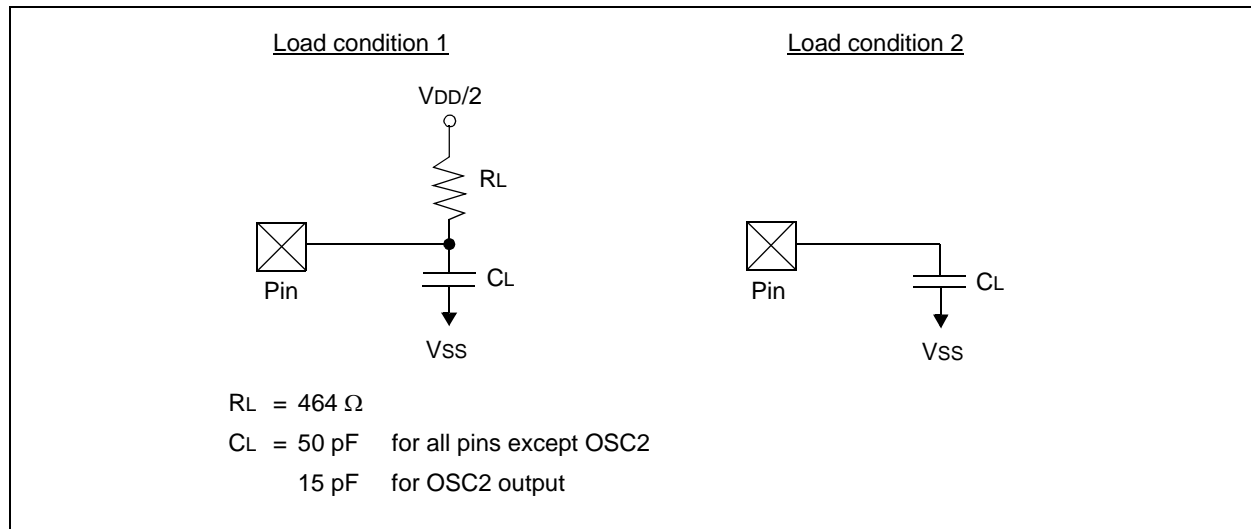 Load condition 1
Load condition 2
VDD/2
RL
CL
Pin
VSS
CL
Pin
VSS
RL = 464 Ω
CL = 50 pF for all pins except OSC2
15 pF for OSC2 output